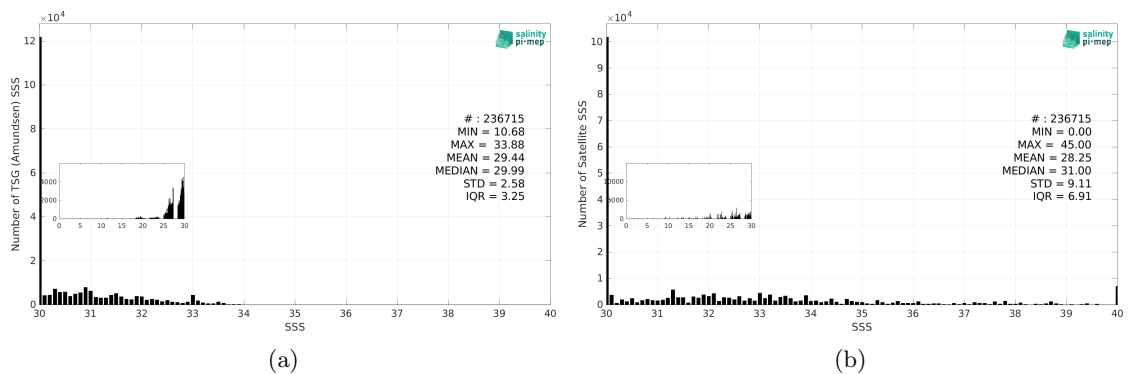 ×10⁴
12
10
8
6
4
2
0
Number of TSG (Amundsen) SSS
salinity
pi-mep
# : 236715
MIN = 10.68
MAX = 33.88
MEAN = 29.44
MEDIAN = 29.99
STD = 2.58
IQR = 3.25
4000
2000
0
0 5 10 15 20 25 30
30 31 32 33 34 35 36 37 38 39 40
SSS
(a)
×10⁴
10
9
8
7
6
5
4
3
2
1
0
Number of Satellite SSS
salinity
pi-mep
# : 236715
MIN = 0.00
MAX = 45.00
MEAN = 28.25
MEDIAN = 31.00
STD = 9.11
IQR = 6.91
10000
5000
0
0 5 10 15 20 25 30
30 31 32 33 34 35 36 37 38 39 40
SSS
(b)